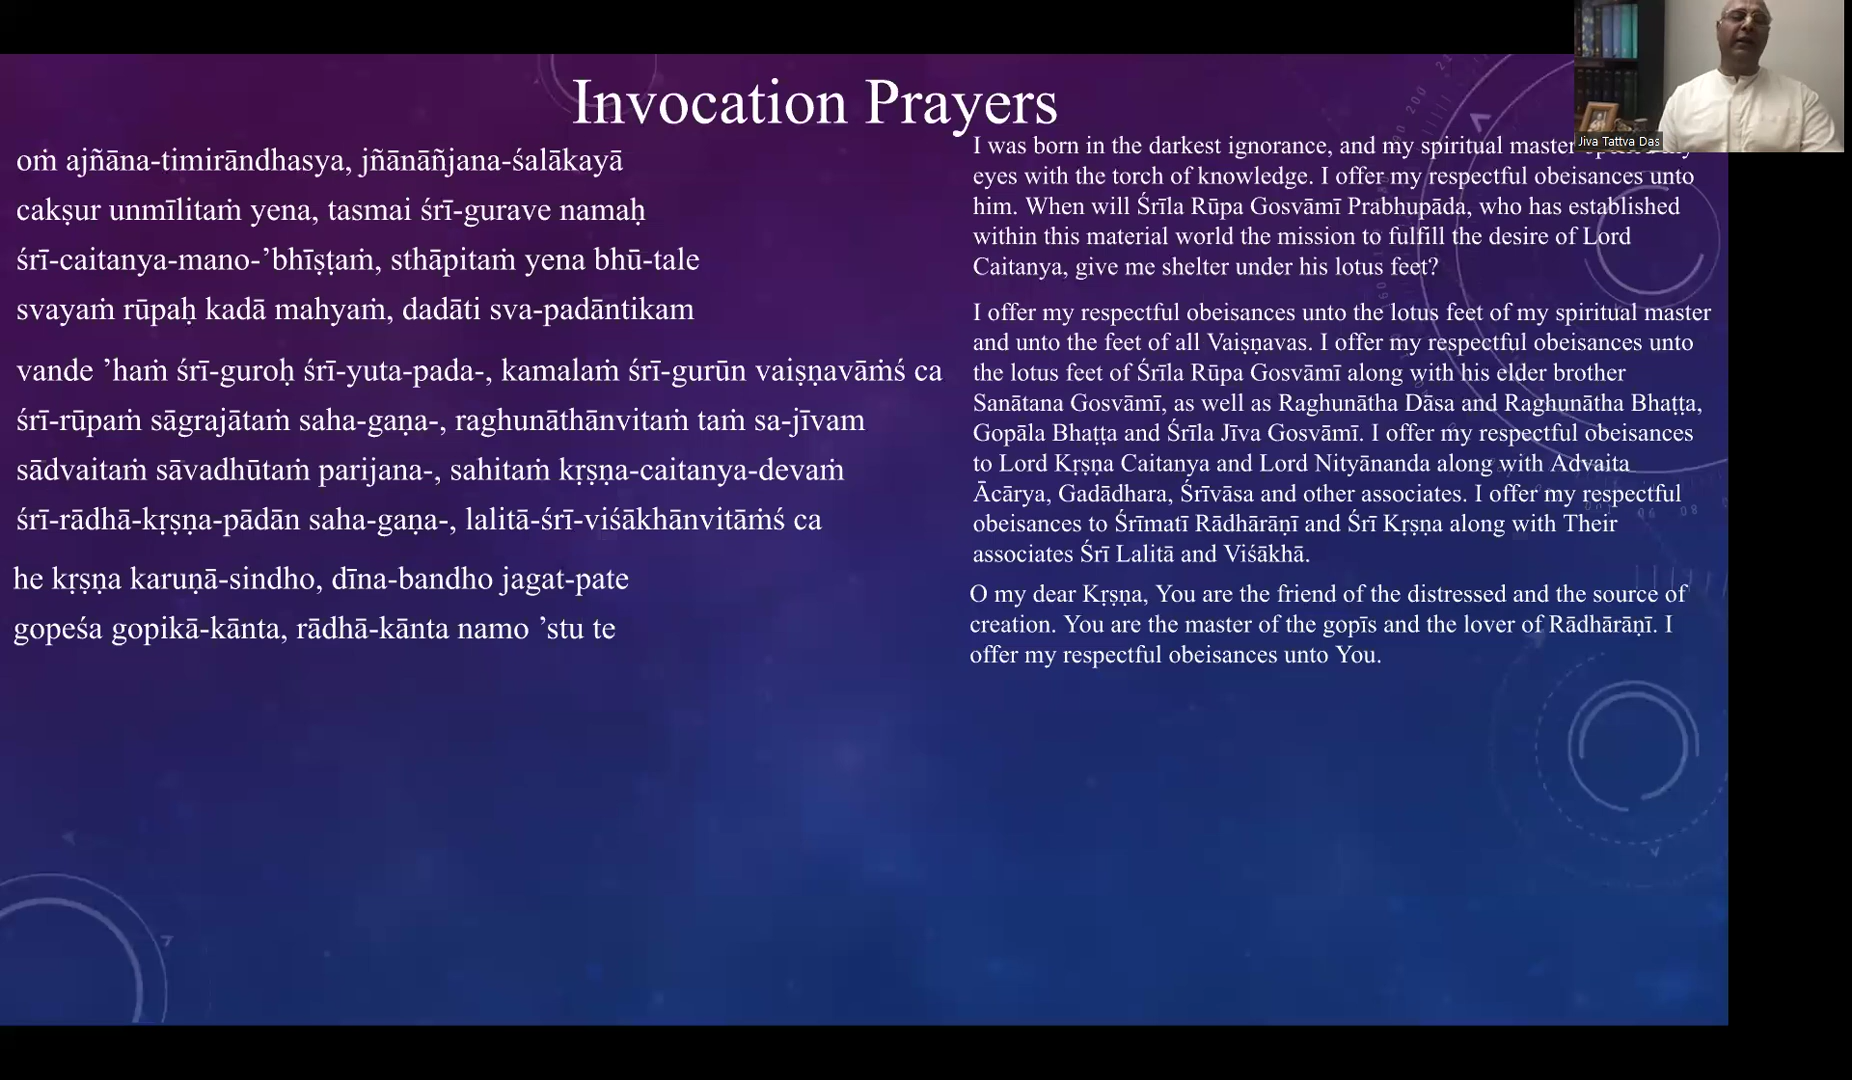 Invocation Prayers
oṁ ajñāna-timirāndhasya, jñānāñjana-śalākayā
cakṣur unmīlitaṁ yena, tasmai śrī-gurave namaḥ
śrī-caitanya-mano-’bhīṣṭaṁ, sthāpitaṁ yena bhū-tale
svayaṁ rūpaḥ kadā mahyaṁ, dadāti sva-padāntikam
vande ’haṁ śrī-guroḥ śrī-yuta-pada-, kamalaṁ śrī-gurūn vaiṣṇavāṁś ca
śrī-rūpaṁ sāgrajātaṁ saha-gaṇa-, raghunāthānvitaṁ taṁ sa-jīvam
sādvaitaṁ sāvadhūtaṁ parijana-, sahitaṁ kṛṣṇa-caitanya-devaṁ
śrī-rādhā-kṛṣṇa-pādān saha-gaṇa-, lalitā-śrī-viśākhānvitāṁś ca
he kṛṣṇa karuṇā-sindho, dīna-bandho jagat-pate
gopeśa gopikā-kānta, rādhā-kānta namo ’stu te
I was born in the darkest ignorance, and my spiritual master
eyes with the torch of knowledge. I offer my respectful obeisances unto
him. When will Śrīla Rūpa Gosvāmī Prabhupāda, who has established
within this material world the mission to fulfill the desire of Lord
Caitanya, give me shelter under his lotus feet?
I offer my respectful obeisances unto the lotus feet of my spiritual master
and unto the feet of all Vaiṣṇavas. I offer my respectful obeisances unto
the lotus feet of Śrīla Rūpa Gosvāmī along with his elder brother
Sanātana Gosvāmī, as well as Raghunātha Dāsa and Raghunātha Bhaṭṭa,
Gopāla Bhaṭṭa and Śrīla Jīva Gosvāmī. I offer my respectful obeisances
to Lord Kṛṣṇa Caitanya and Lord Nityānanda along with Advaita
Ācārya, Gadādhara, Śrīvāsa and other associates. I offer my respectful
obeisances to Śrīmatī Rādhārāṇī and Śrī Kṛṣṇa along with Their
associates Śrī Lalitā and Viśākhā.
O my dear Kṛṣṇa, You are the friend of the distressed and the source of
creation. You are the master of the gopīs and the lover of Rādhārāṇī. I
offer my respectful obeisances unto You.
Jiva Tattva Das